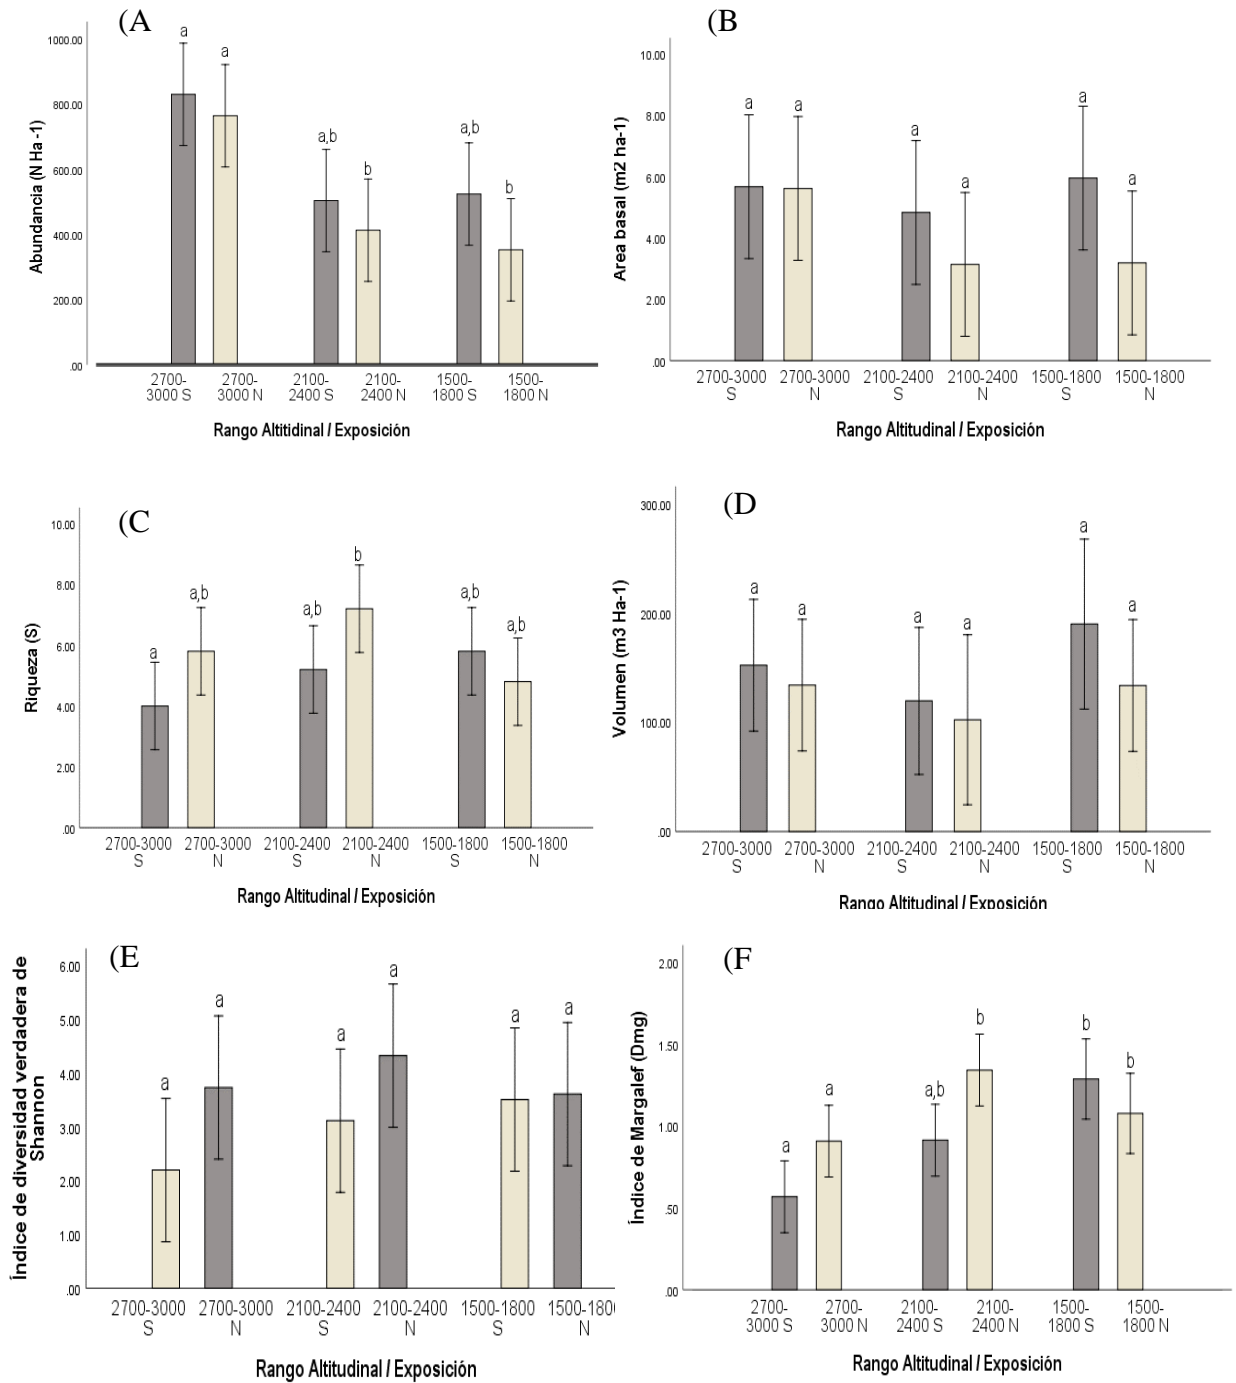 (A
1000.00
800.00
600.00
400.00
200.00
.00
Abundancia (N Ha -1)
a
a
a,b
b
a,b
b
2700-
3000 S
2700-
3000 N
2100-
2400 S
2100-
2400 N
1500-
1800 S
1500-
1800 N
Rango Altitidinal / Exposición
(B
10.00
8.00
6.00
4.00
2.00
.00
Area basal (m2 ha-1)
a
a
a
a
a
a
2700-3000
S
2700-3000
N
2100-2400
S
2100-2400
N
1500-1800
S
1500-1800
N
Rango Altitudinal / Exposición
(C
10.00
8.00
6.00
4.00
2.00
.00
Riqueza (S)
a
a,b
a,b
b
a,b
a,b
2700-3000
S
2700-3000
N
2100-2400
S
2100-2400
N
1500-1800
S
1500-1800
N
Rango Altitudinal / Exposición
(D
300.00
200.00
100.00
.00
Volumen (m3 Ha-1)
a
a
a
a
a
a
2700-3000
S
2700-3000
N
2100-2400
S
2100-2400
N
1500-1800
S
1500-1800
N
Rango Altitudinal / Exposición
(E
6.00
5.00
4.00
3.00
2.00
1.00
.00
Índice de diversidad verdadera de
Shannon
a
a
a
a
a
a
2700-3000
S
2700-3000
N
2100-2400
S
2100-2400
N
1500-1800
S
1500-180
N
Rango Altitudinal / Exposición
(F
2.00
1.50
1.00
.50
.00
Índice de Margalef (Dmg)
a
a
a,b
b
b
b
2700-
3000 S
2700-
3000 N
2100-
2400 S
2100-
2400 N
1500-
1800 S
1500-
1800 N
Rango Altitudinal / Exposición